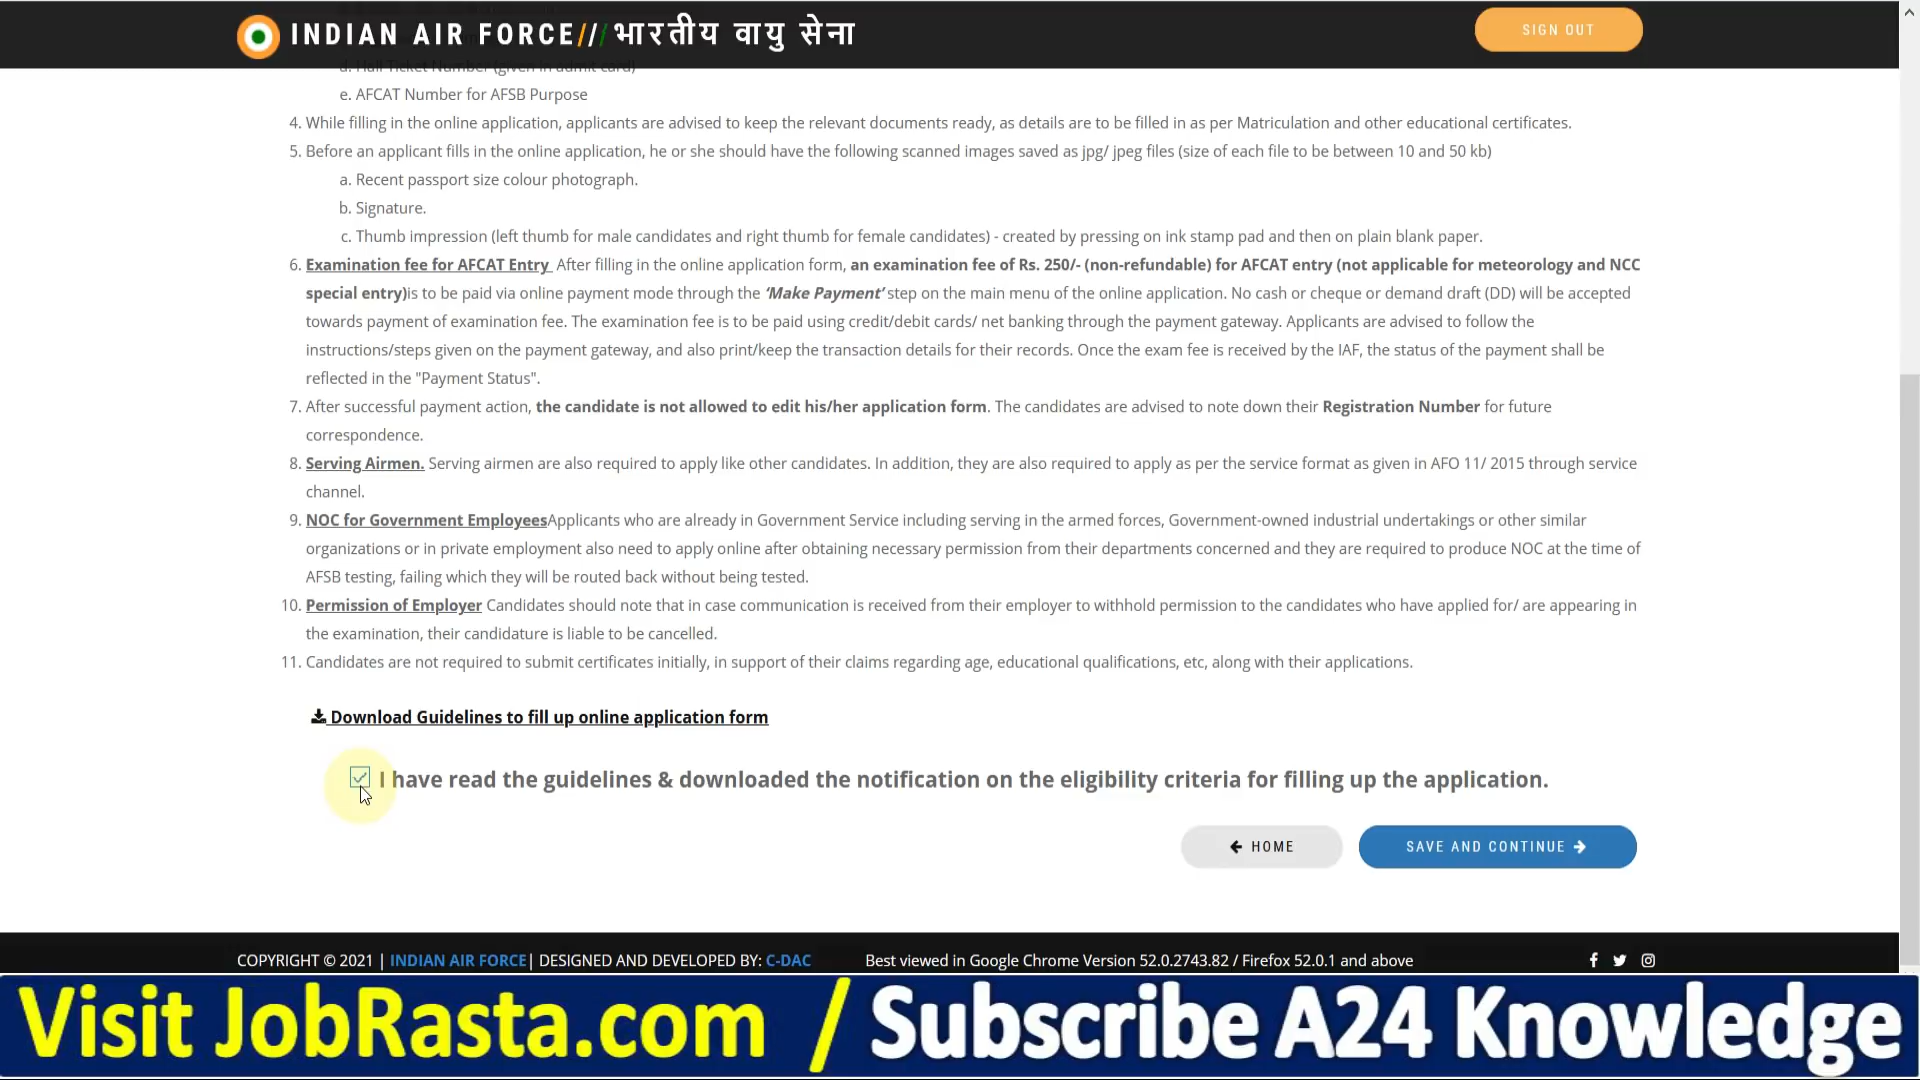 INDIAN AIR FORCE//भारतीय वायु सेना
SIGN OUT
d. Hall Ticket Number (given in admit card)
e. AFCAT Number for AFSB Purpose
4. While filling in the online application, applicants are advised to keep the relevant documents ready, as details are to be filled in as per Matriculation and other educational certificates.
5. Before an applicant fills in the online application, he or she should have the following scanned images saved as jpg/ jpeg files (size of each file to be between 10 and 50 kb)
a. Recent passport size colour photograph.
b. Signature.
c. Thumb impression (left thumb for male candidates and right thumb for female candidates) - created by pressing on ink stamp pad and then on plain blank paper.
6. Examination fee for AFCAT Entry After filling in the online application form, an examination fee of Rs. 250/- (non-refundable) for AFCAT entry (not applicable for meteorology and NCC
special entry)is to be paid via online payment mode through the ‘Make Payment’ step on the main menu of the online application. No cash or cheque or demand draft (DD) will be accepted
towards payment of examination fee. The examination fee is to be paid using credit/debit cards/ net banking through the payment gateway. Applicants are advised to follow the
instructions/steps given on the payment gateway, and also print/keep the transaction details for their records. Once the exam fee is received by the IAF, the status of the payment shall be
reflected in the "Payment Status".
7. After successful payment action, the candidate is not allowed to edit his/her application form. The candidates are advised to note down their Registration Number for future
correspondence.
8. Serving Airmen. Serving airmen are also required to apply like other candidates. In addition, they are also required to apply as per the service format as given in AFO 11/ 2015 through service
channel.
9. NOC for Government EmployeesApplicants who are already in Government Service including serving in the armed forces, Government-owned industrial undertakings or other similar
organizations or in private employment also need to apply online after obtaining necessary permission from their departments concerned and they are required to produce NOC at the time of
AFSB testing, failing which they will be routed back without being tested.
10. Permission of Employer Candidates should note that in case communication is received from their employer to withhold permission to the candidates who have applied for/ are appearing in
the examination, their candidature is liable to be cancelled.
11. Candidates are not required to submit certificates initially, in support of their claims regarding age, educational qualifications, etc, along with their applications.
Download Guidelines to fill up online application form
I have read the guidelines & downloaded the notification on the eligibility criteria for filling up the application.
HOME
SAVE AND CONTINUE
COPYRIGHT © 2021 | INDIAN AIR FORCE| DESIGNED AND DEVELOPED BY: C-DAC
Best viewed in Google Chrome Version 52.0.2743.82 / Firefox 52.0.1 and above
Visit JobRasta.com / Subscribe A24 Knowledge